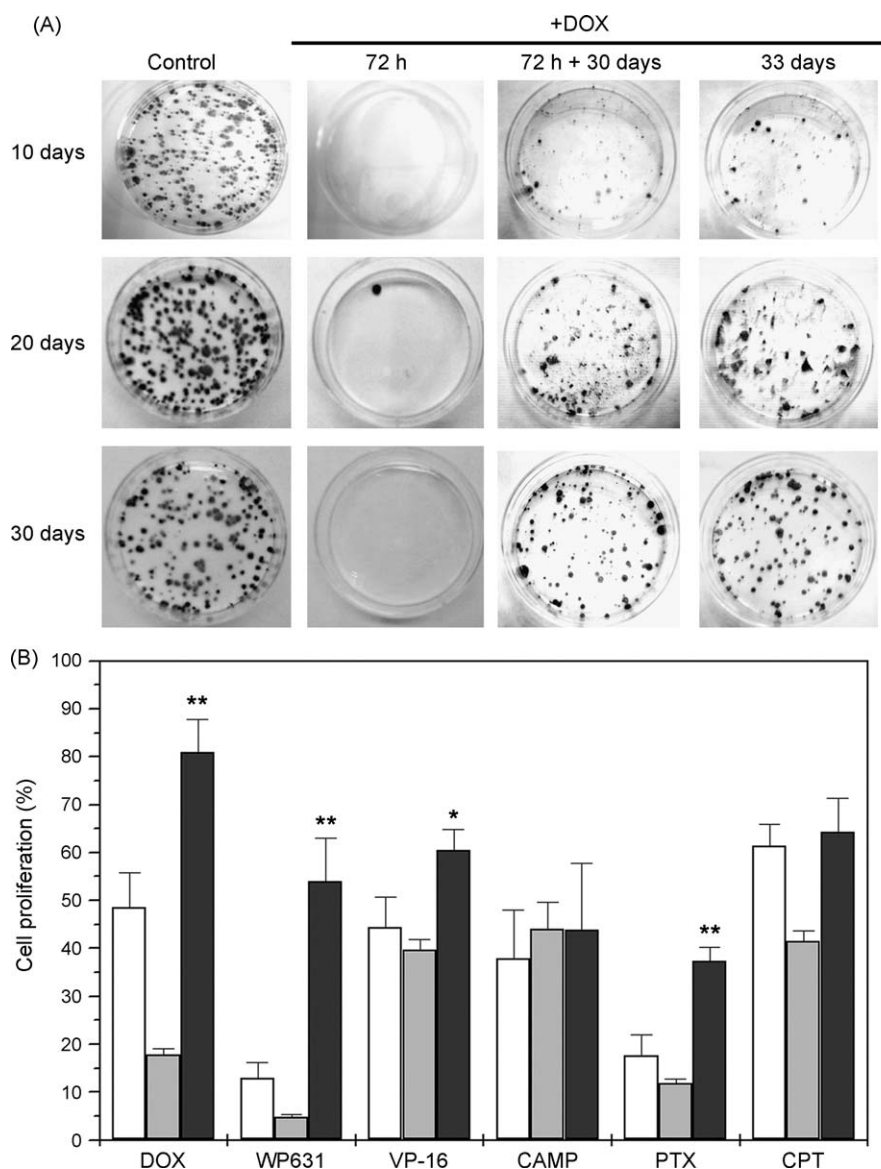 (A)
+DOX
Control 72 h 72 h + 30 days 33 days
10 days
20 days
30 days
(B)
Cell proliferation (%)
100
90
80
70
60
50
40
30
20
10
0
** ** * **
DOX WP631 VP-16 CAMP PTX CPT